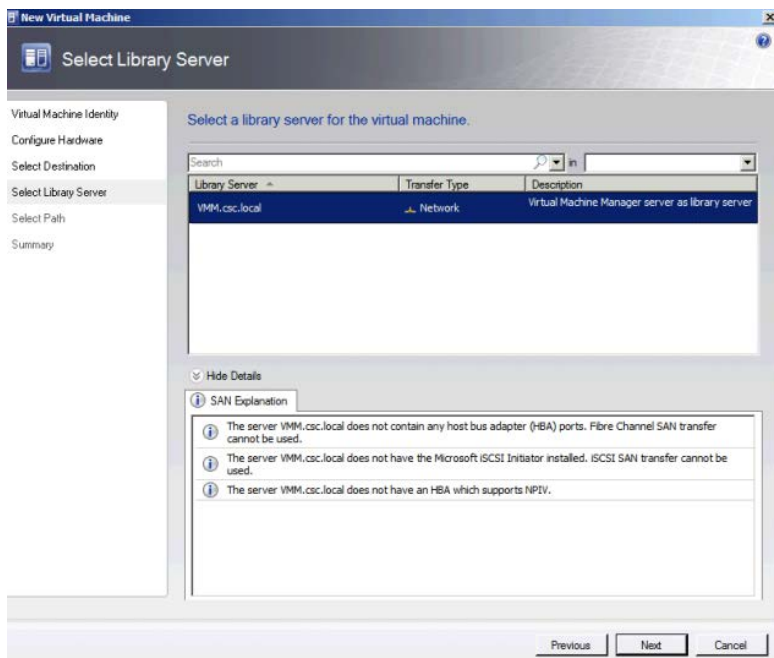 New Virtual Machine
Select Library Server
Virtual Machine Identity
Configure Hardware
Select Destination
Select Library Server
Select Path
Summary
Select a library server for the virtual machine.
Search
in
Library Server Transfer Type Description
VMM.csc.local Network Virtual Machine Manager server as library server
Hide Details
SAN Explanation
The server VMM.csc.local does not contain any host bus adapter (HBA) ports. Fibre Channel SAN transfer
cannot be used.
The server VMM.csc.local does not have the Microsoft iSCSI Initiator installed. iSCSI SAN transfer cannot be
used.
The server VMM.csc.local does not have an HBA which supports NPIV.
Previous Next Cancel